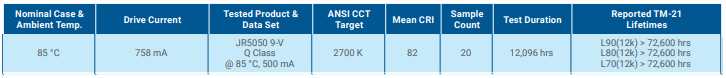 Nominal Case & Ambient Temp.
Drive Current
Tested Product & Data Set
ANSI CCT Target
Mean CRI
Sample Count
Test Duration
Reported TM-21 Lifetimes
85 °C
758 mA
JR5050 9-V
Q Class
@ 85 °C, 500 mA
2700 K
82
20
12,096 hrs
L90(12k) > 72,600 hrs
L80(12k) > 72,600 hrs
L70(12k) > 72,600 hrs